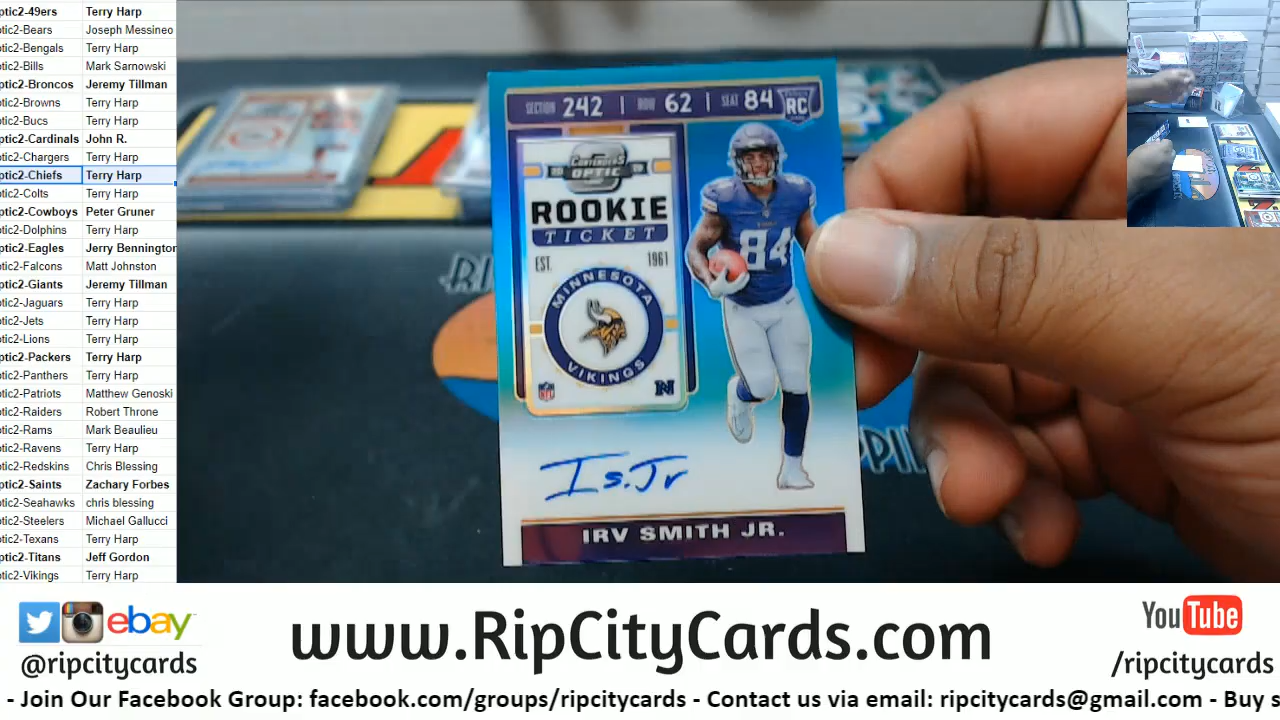 ptic2-49ers Terry Harp
ptic2-Bears Joseph Messineo
ptic2-Bengals Terry Harp
ptic2-Bills Mark Sarnowski
ptic2-Broncos Jeremy Tillman
ptic2-Browns Terry Harp
ptic2-Bucs Terry Harp
ptic2-Cardinals John R.
ptic2-Chargers Terry Harp
ptic2-Chiefs Terry Harp
ptic2-Colts Terry Harp
ptic2-Cowboys Peter Gruner
ptic2-Dolphins Terry Harp
ptic2-Eagles Jerry Bennington
ptic2-Falcons Matt Johnston
ptic2-Giants Jeremy Tillman
ptic2-Jaguars Terry Harp
ptic2-Jets Terry Harp
ptic2-Lions Terry Harp
ptic2-Packers Terry Harp
ptic2-Panthers Terry Harp
ptic2-Patriots Matthew Genoski
ptic2-Raiders Robert Throne
ptic2-Rams Mark Beaulieu
ptic2-Ravens Terry Harp
ptic2-Redskins Chris Blessing
ptic2-Saints Zachary Forbes
ptic2-Seahawks chris blessing
ptic2-Steelers Michael Gallucci
ptic2-Texans Terry Harp
ptic2-Titans Jeff Gordon
ptic2-Vikings Terry Harp
SECTION 242 | ROW 62 | SEAT 84 RC
CONTENDERS
20 OPTIC 19
ROOKIE
TICKET
EST. 1961
MINNESOTA
VIKINGS
NFL N
84
Is.Jr
IRV SMITH JR.
ebay
@ripcitycards
www.RipCityCards.com
YouTube
/ripcitycards
- Join Our Facebook Group: facebook.com/groups/ripcitycards - Contact us via email: ripcitycards@gmail.com - Buy s